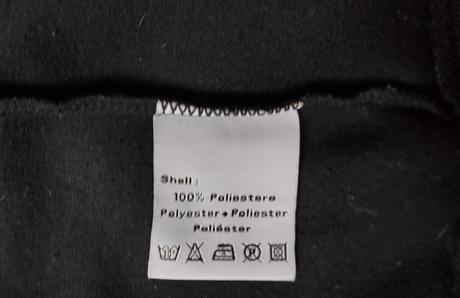 Shell:
100% Poliestere
Polyester • Poliester
Poliéster